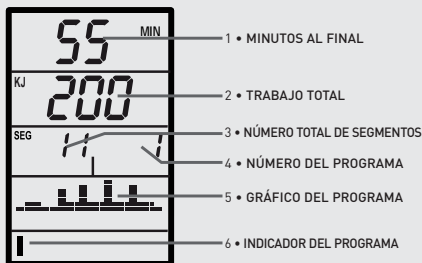 55 MIN
1 • MINUTOS AL FINAL
KJ 200
2 • TRABAJO TOTAL
SEG 11 1
3 • NÚMERO TOTAL DE SEGMENTOS
4 • NÚMERO DEL PROGRAMA
5 • GRÁFICO DEL PROGRAMA
6 • INDICADOR DEL PROGRAMA